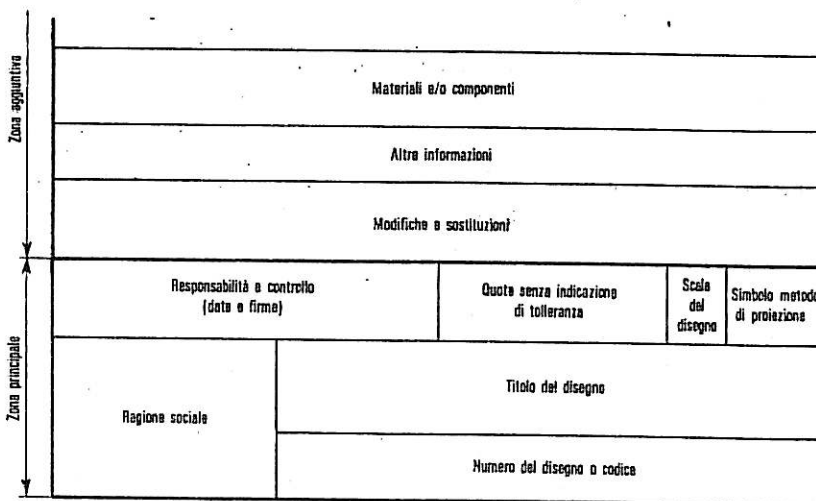 Zona aggiuntiva
Materiali e/o componenti
Altre informazioni
Modifiche e sostituzioni
Zona principale
Responsabilità e controllo
(date e firme)
Quote senza indicazione
di tolleranza
Scala
del
disegno
Simbolo metodo
di proiezione
Ragione sociale
Titolo del disegno
Numero del disegno o codice